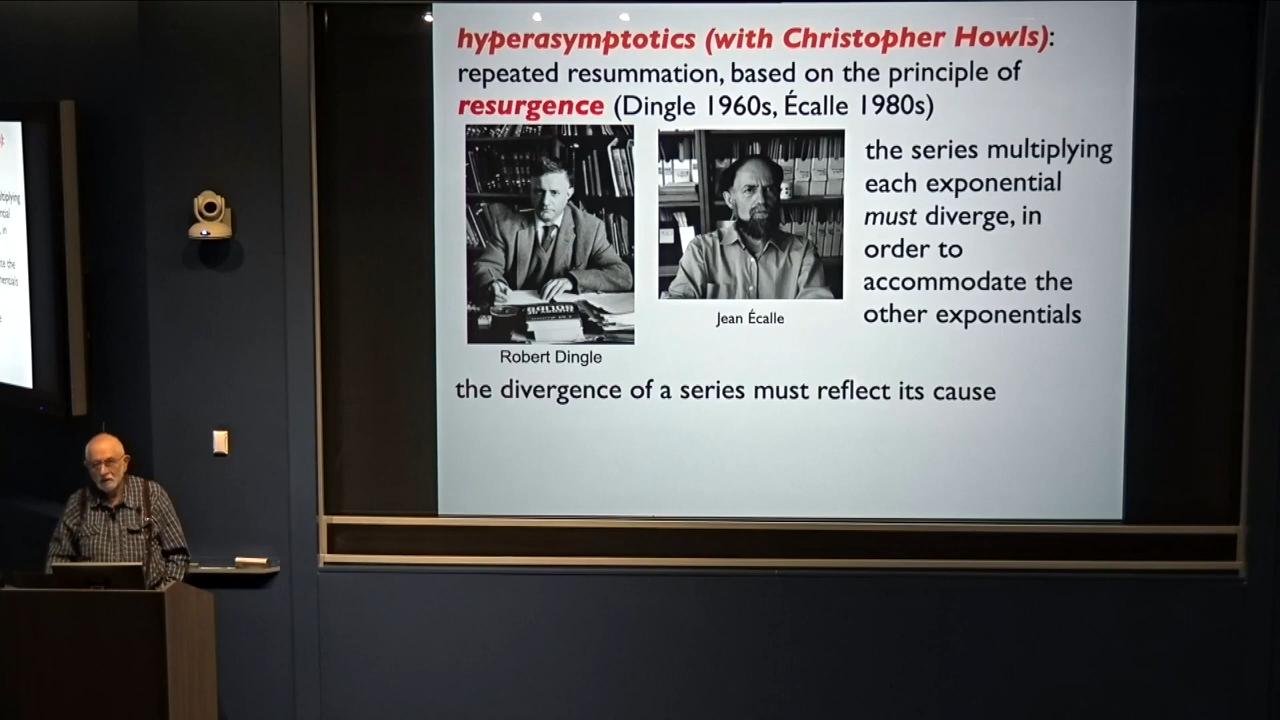 hyperasymptotics (with Christopher Howls):
repeated resummation, based on the principle of
resurgence (Dingle 1960s, Écalle 1980s)
the series multiplying
each exponential
must diverge, in
order to
accommodate the
other exponentials
Jean Écalle
Robert Dingle
the divergence of a series must reflect its cause